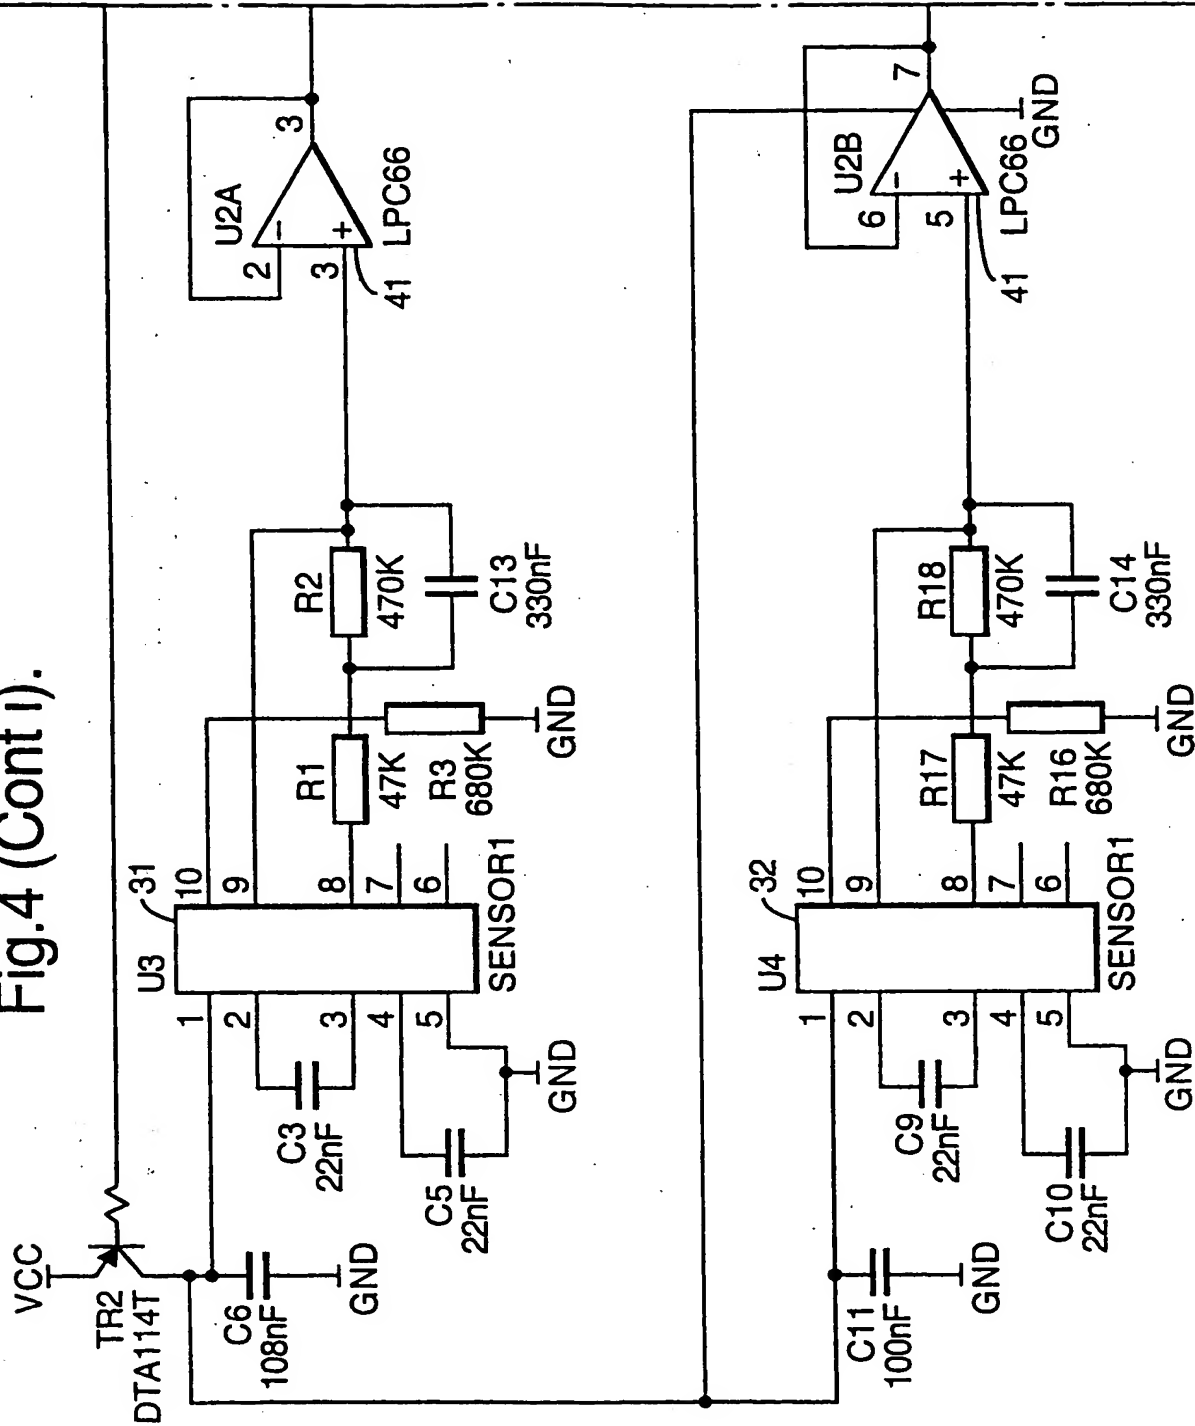 Fig.4 (Cont i).
VCC
TR2
DTA114T
C6
108nF
GND
U3
31
1
2
3
4
5
10
9
8
7
6
SENSOR1
C3
22nF
C5
22nF
GND
R1
47K
R3
680K
GND
R2
470K
C13
330nF
U2A
2
3
3
LPC66
41
C11
100nF
GND
U4
32
1
2
3
4
5
10
9
8
7
6
SENSOR1
C9
22nF
C10
22nF
GND
R17
47K
R16
680K
GND
R18
470K
C14
330nF
U2B
6
5
7
LPC66
41
GND